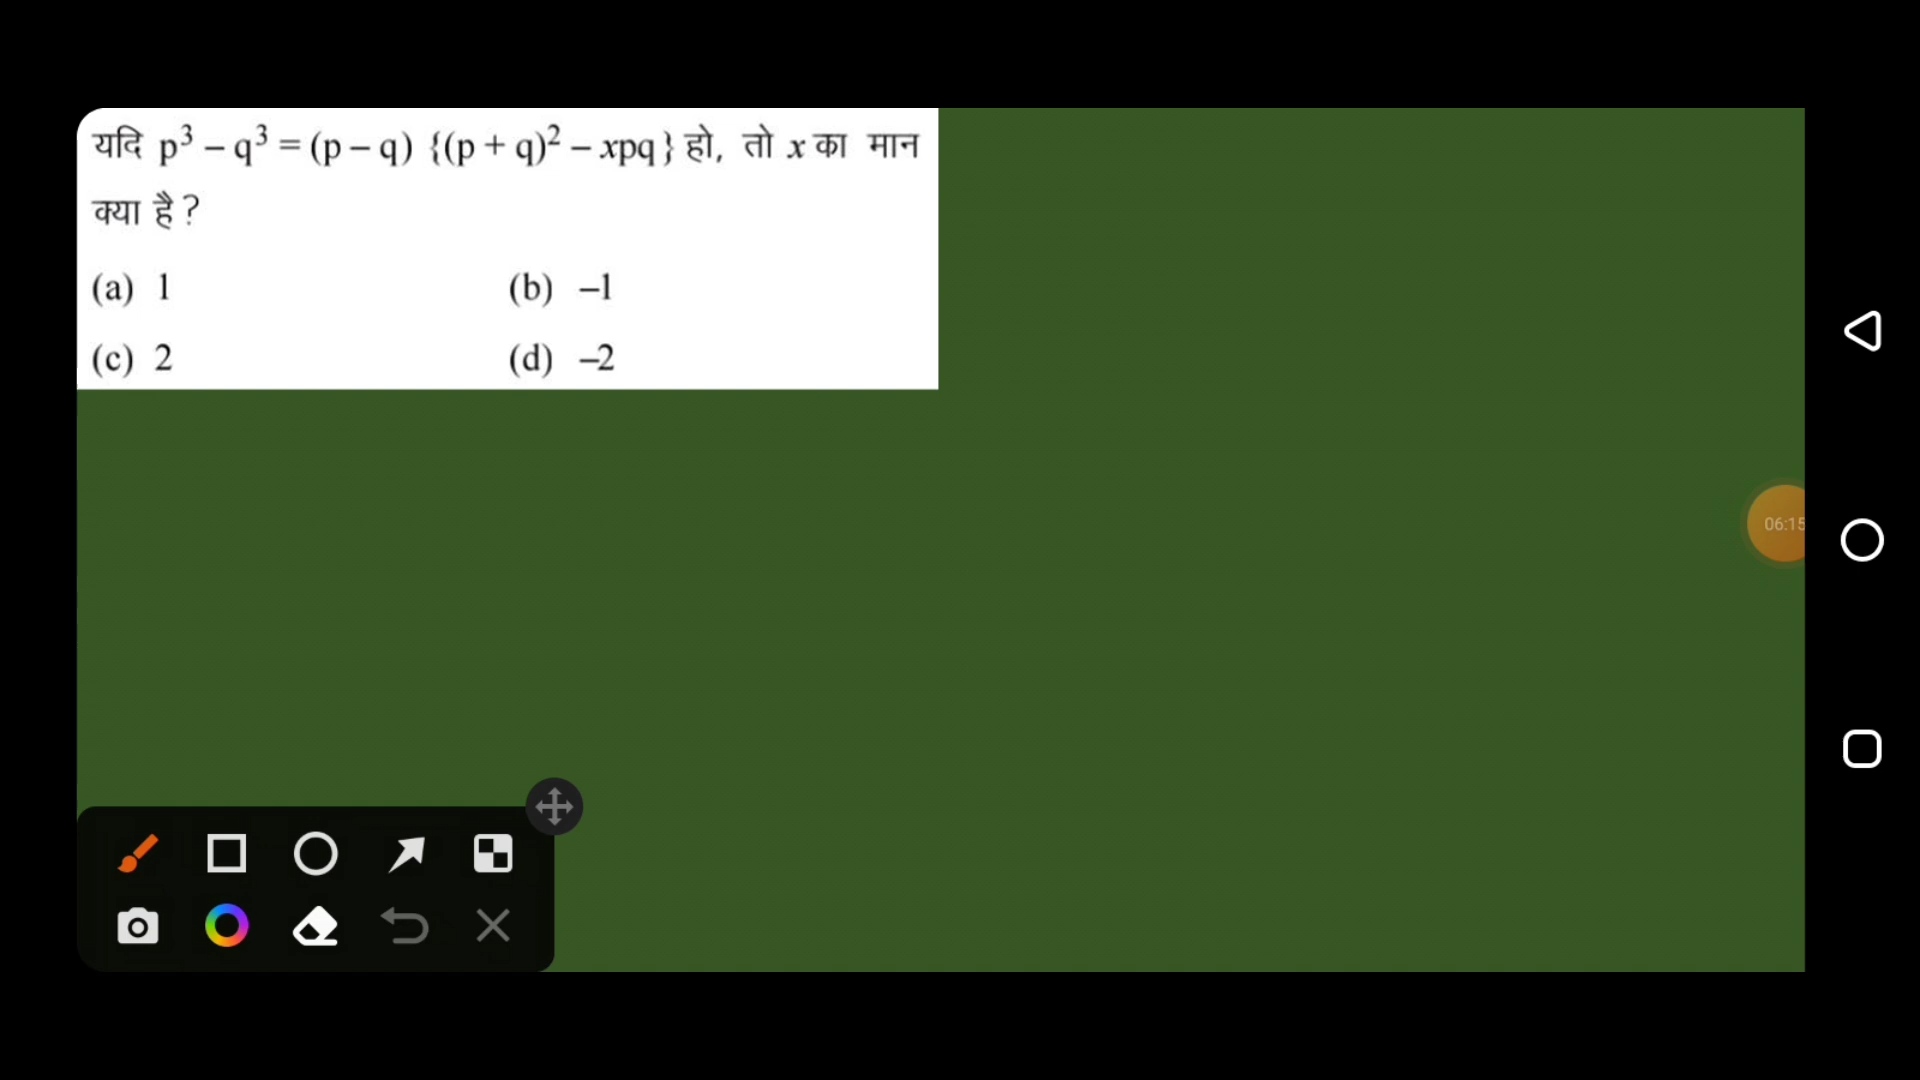 यदि p³ – q³ = (p – q) {(p + q)² – xpq} हो, तो x का मान
क्या है ?
(a) 1 (b) –1
(c) 2 (d) –2
06:15